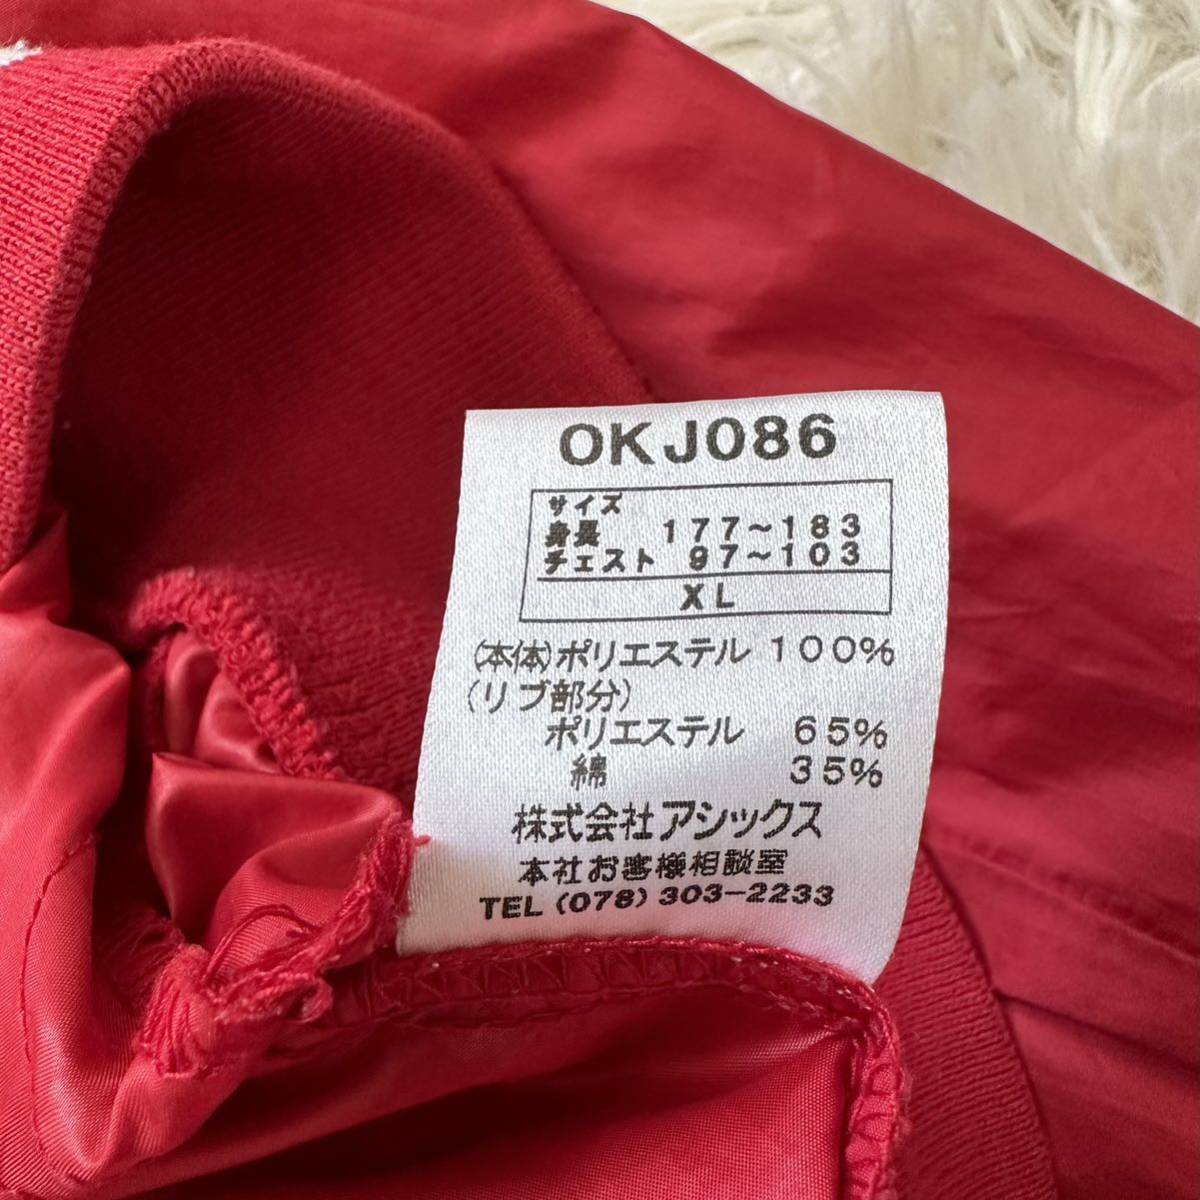 OKJ086
サイズ
身長 177~183
チェスト 97~103
XL
(本体)ポリエステル 100%
(リブ部分)
ポリエステル 65%
綿 35%
株式会社アシックス
本社お客様相談室
TEL (078) 303-2233